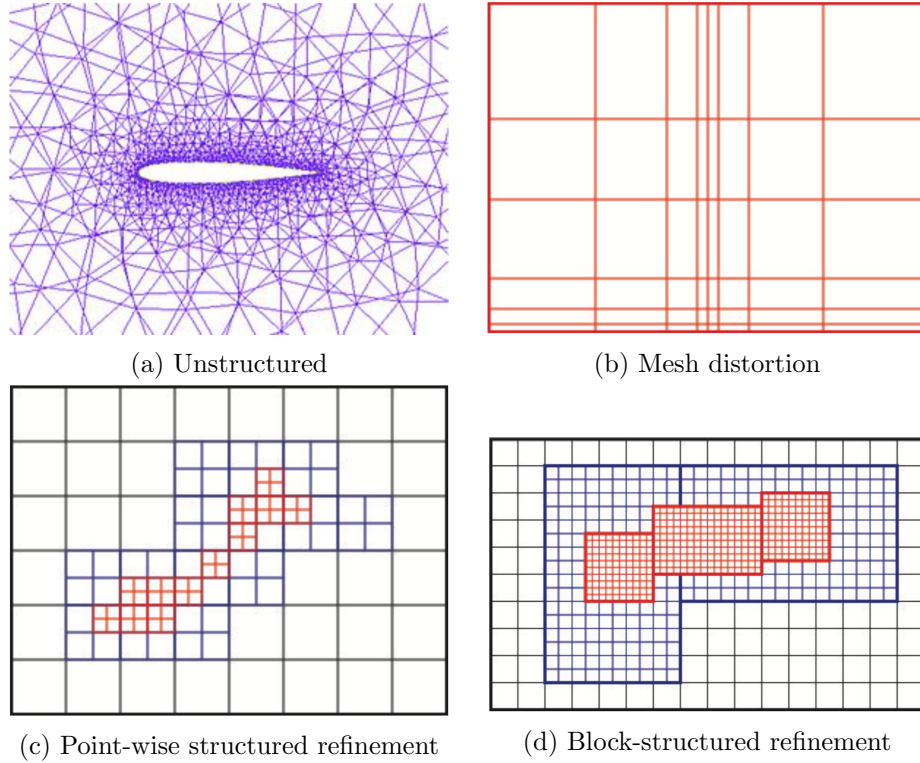 (a) Unstructured
(b) Mesh distortion
(c) Point-wise structured refinement
(d) Block-structured refinement